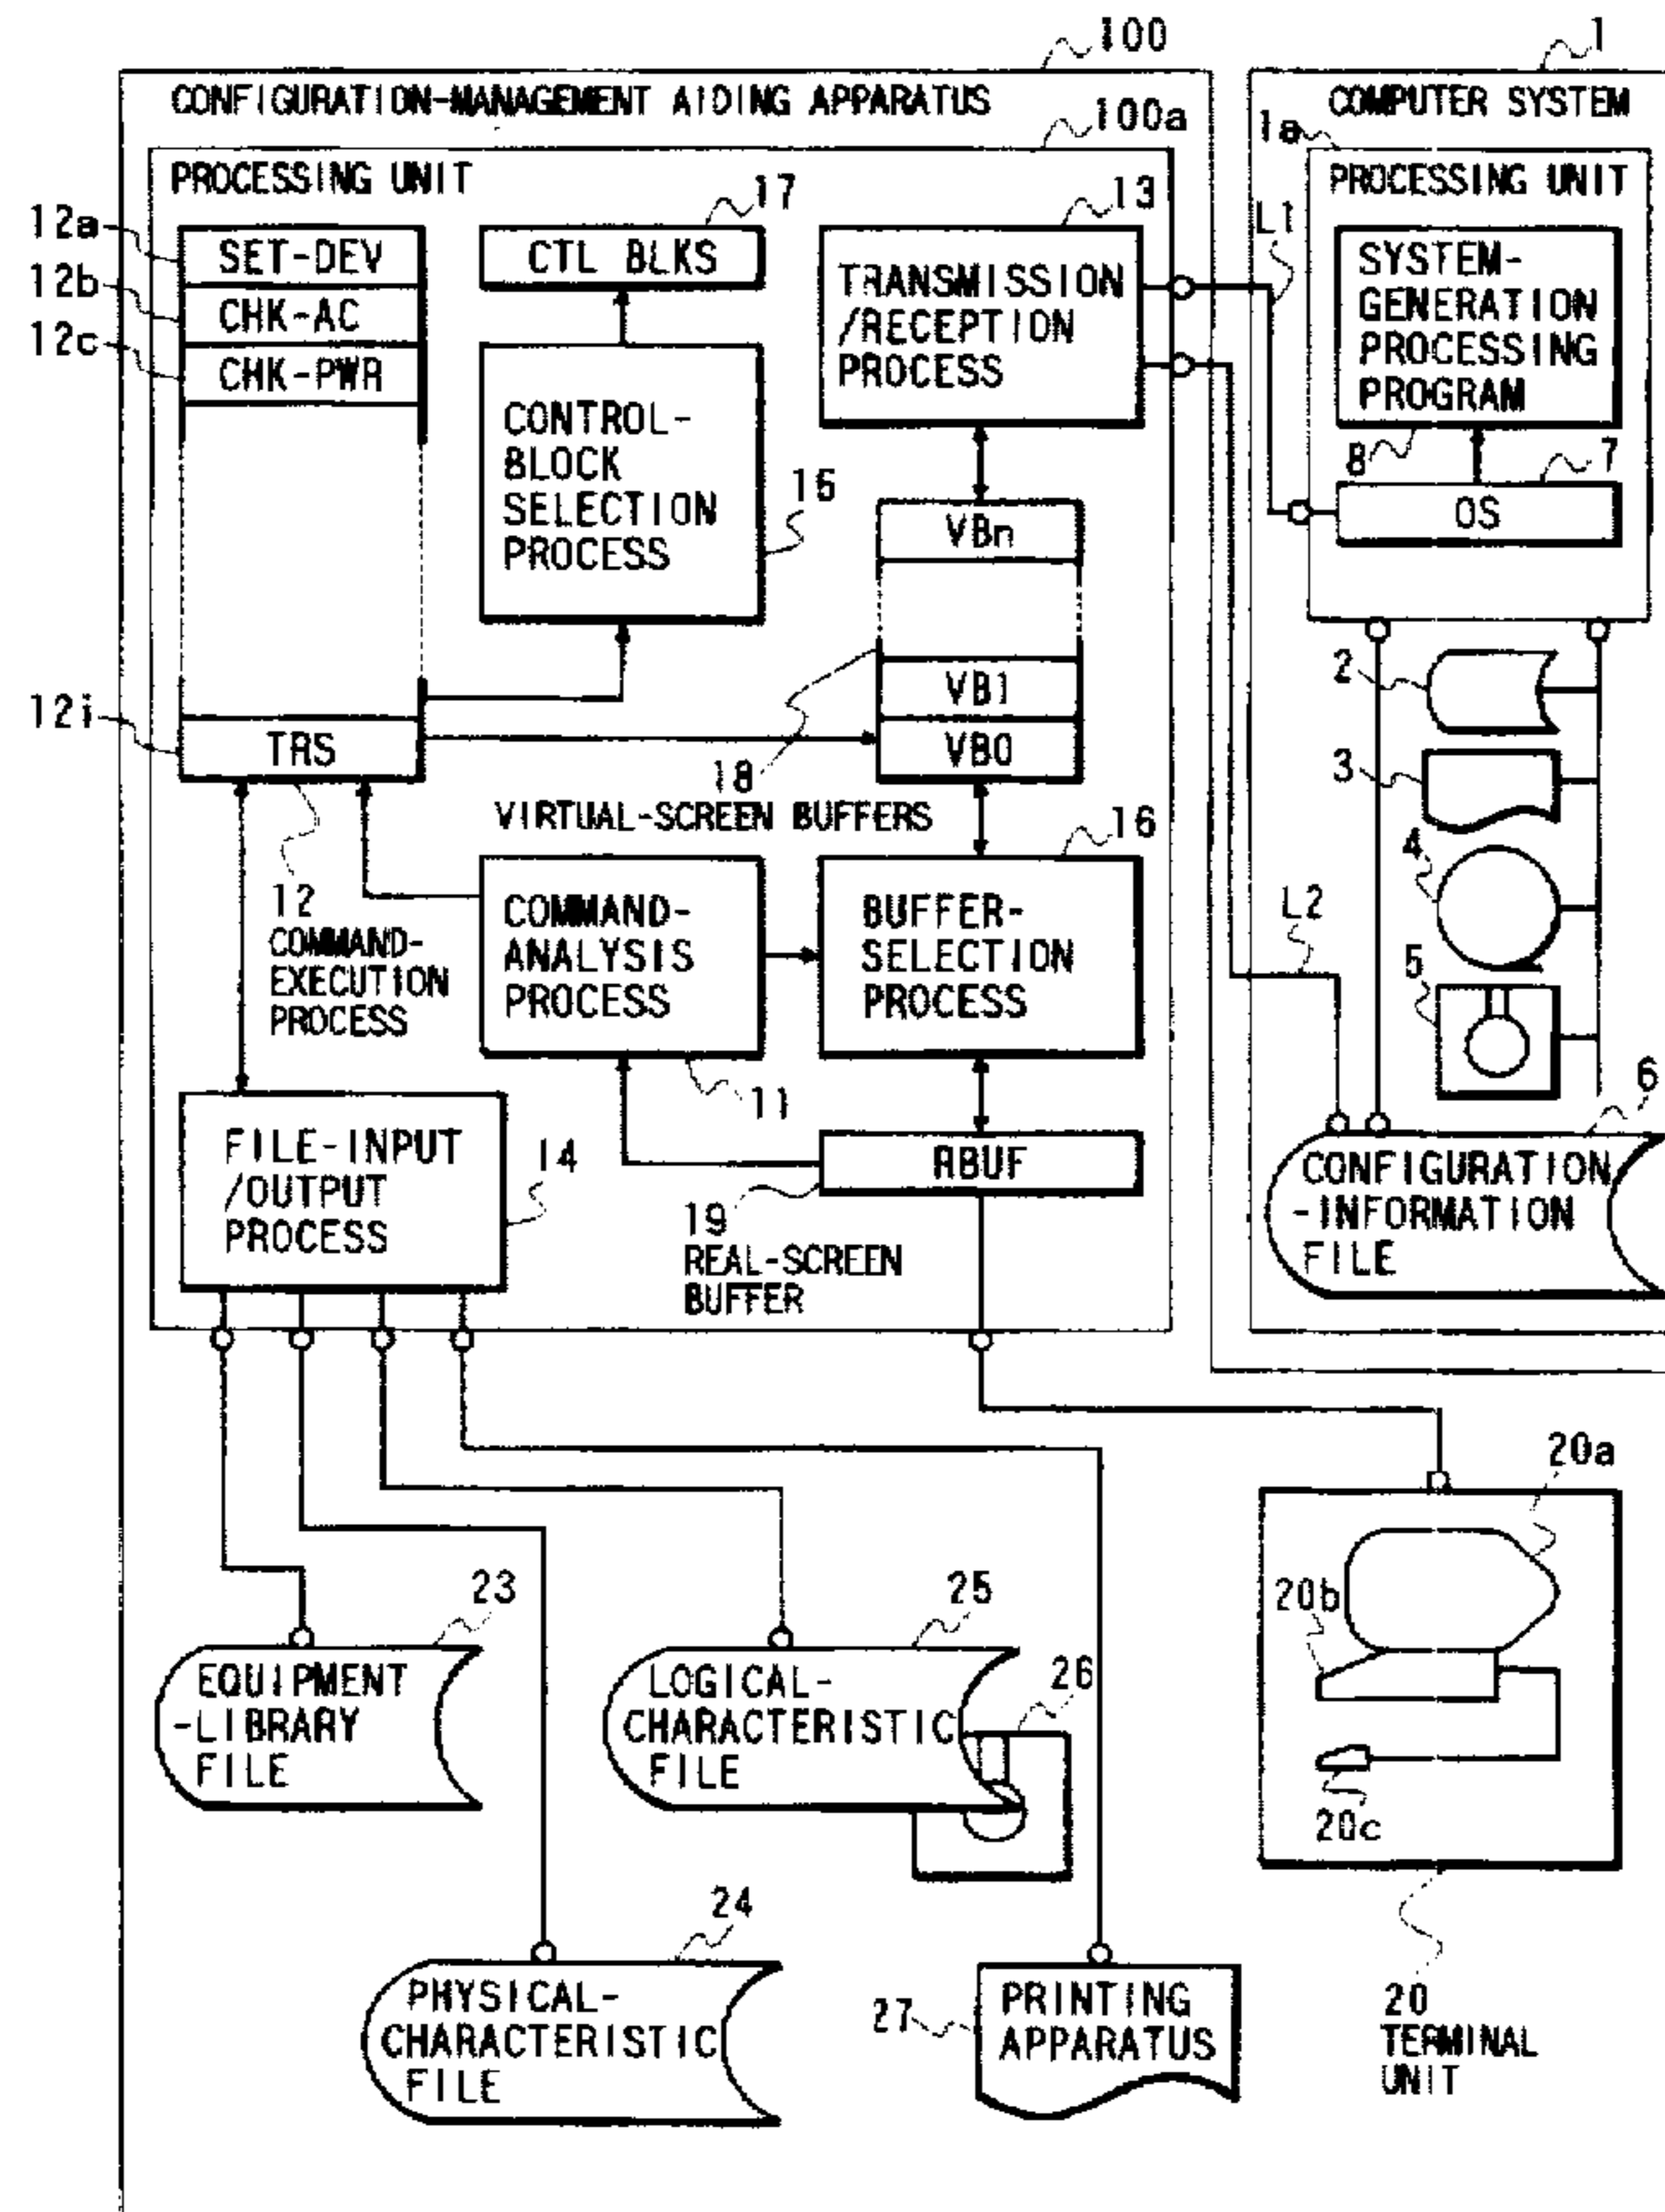 100
1
CONFIGURATION-MANAGEMENT AIDING APPARATUS
COMPUTER SYSTEM
100a
1a
PROCESSING UNIT
PROCESSING UNIT
12a
SET-DEV
12b
CHK-AC
12c
CHK-PWR
17
CTL BLKS
CONTROL-
BLOCK
SELECTION
PROCESS
15
13
TRANSMISSION
/RECEPTION
PROCESS
L1
SYSTEM-
GENERATION
PROCESSING
PROGRAM
8
7
OS
VBn
VB1
VB0
18
VIRTUAL-SCREEN BUFFERS
12i
TRS
12
COMMAND-
EXECUTION
PROCESS
COMMAND-
ANALYSIS
PROCESS
11
16
BUFFER-
SELECTION
PROCESS
2
3
4
5
L2
6
CONFIGURATION
-INFORMATION
FILE
FILE-INPUT
/OUTPUT
PROCESS
14
RBUF
19
REAL-SCREEN
BUFFER
20a
20b
20c
20
TERMINAL
UNIT
23
EQUIPMENT
-LIBRARY
FILE
25
LOGICAL-
CHARACTERISTIC
FILE
26
24
PHYSICAL-
CHARACTERISTIC
FILE
27
PRINTING
APPARATUS